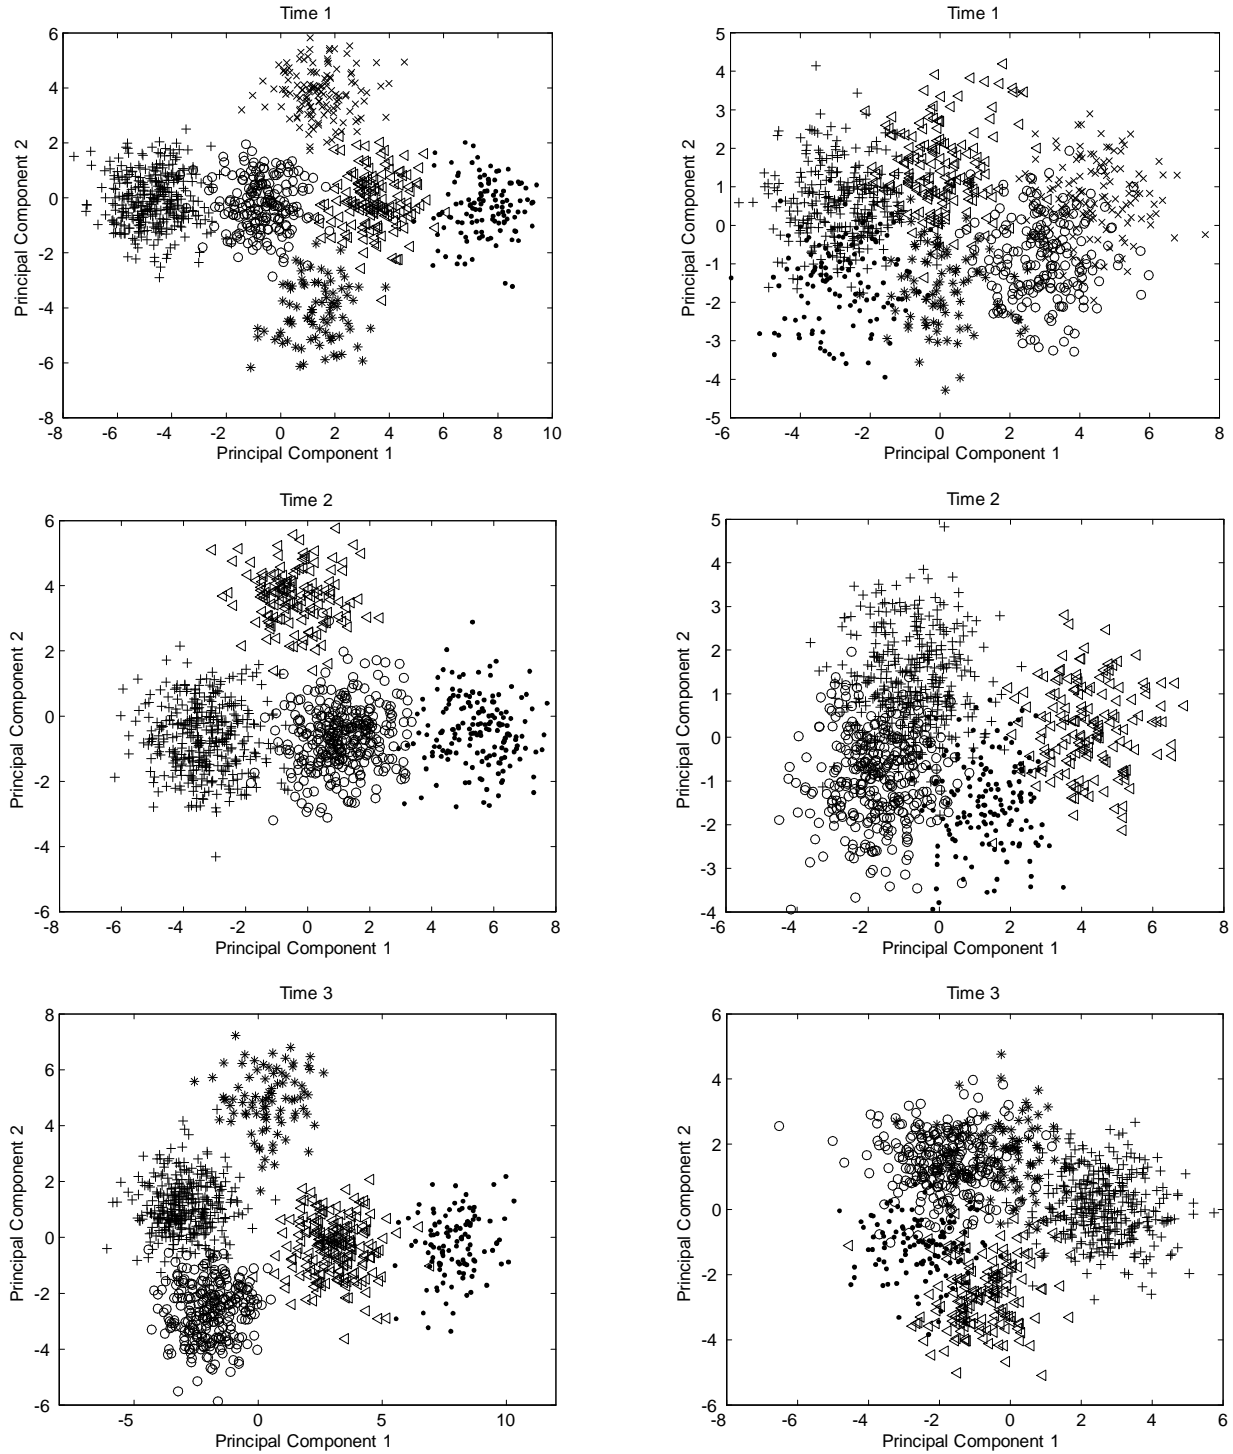 Time 1
6
4
2
0
-2
-4
-6
-8
-8 -6 -4 -2 0 2 4 6 8 10
Principal Component 1
Principal Component 2
Time 1
5
4
3
2
1
0
-1
-2
-3
-4
-5
-6 -4 -2 0 2 4 6 8
Principal Component 1
Principal Component 2
Time 2
6
4
2
0
-2
-4
-6
-8 -6 -4 -2 0 2 4 6 8
Principal Component 1
Principal Component 2
Time 2
5
4
3
2
1
0
-1
-2
-3
-4
-6 -4 -2 0 2 4 6 8
Principal Component 1
Principal Component 2
Time 3
8
6
4
2
0
-2
-4
-6
-5 0 5 10
Principal Component 1
Principal Component 2
Time 3
6
4
2
0
-2
-4
-6
-8 -6 -4 -2 0 2 4 6
Principal Component 1
Principal Component 2